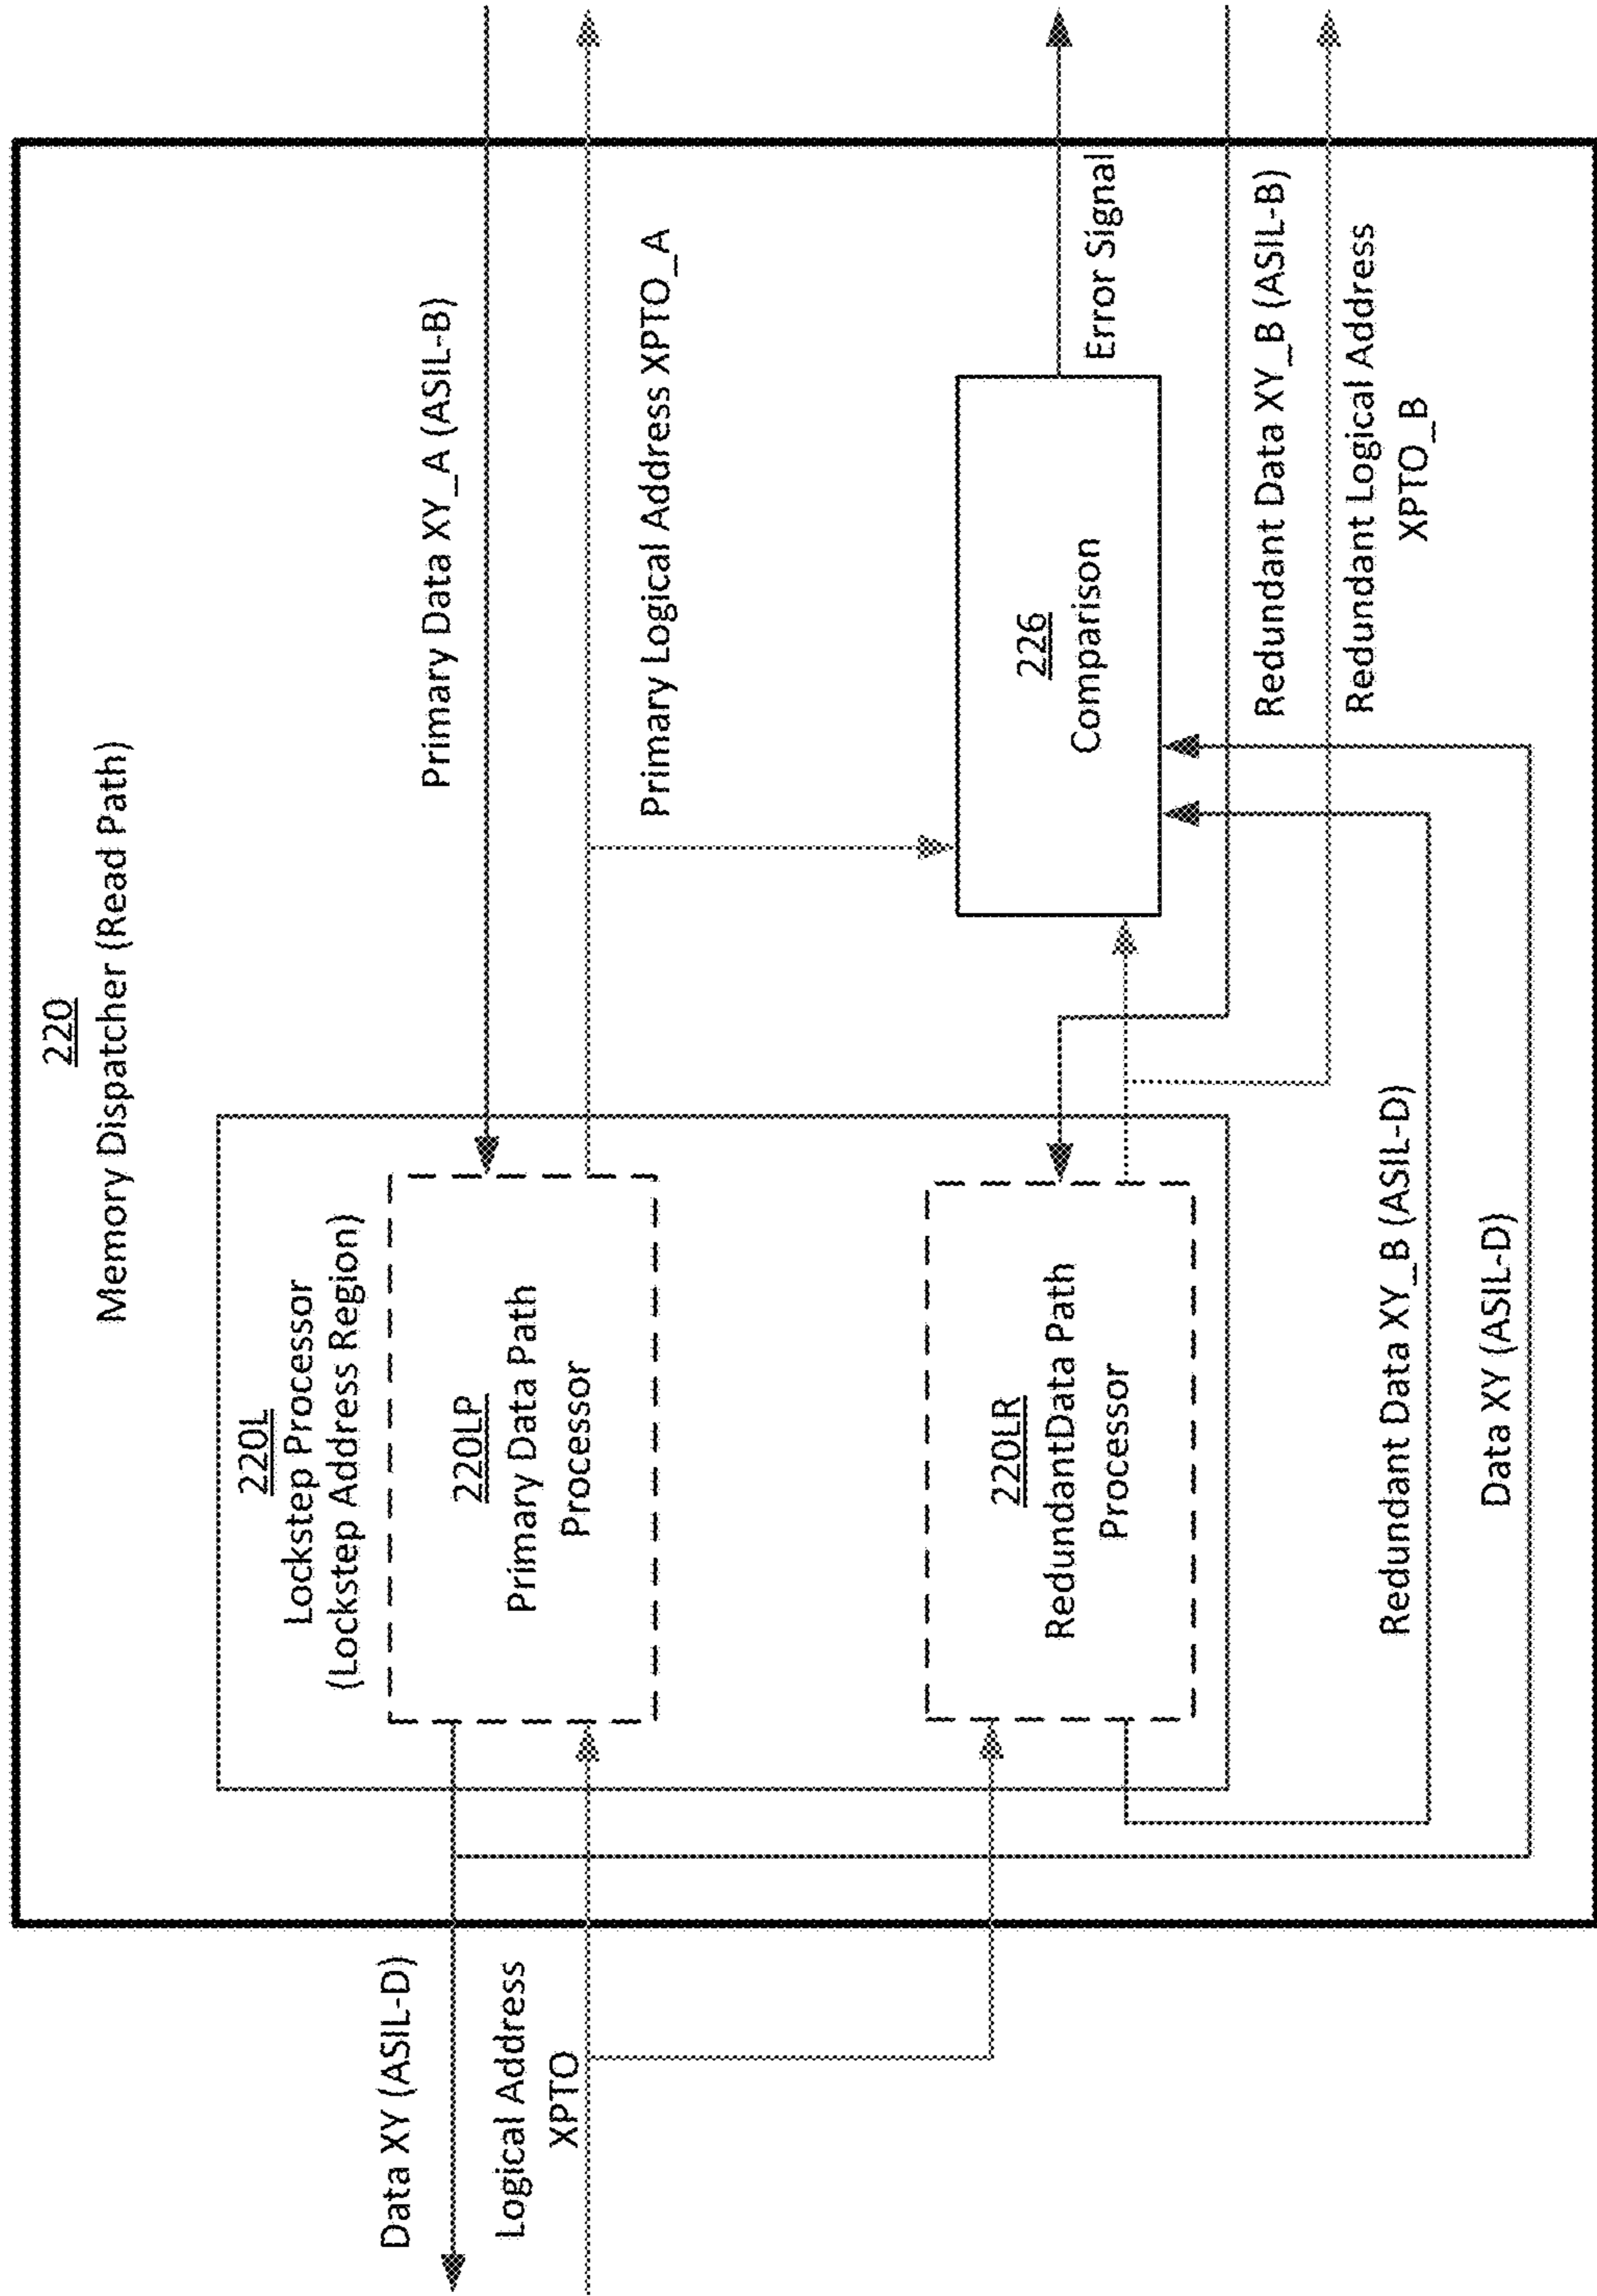 220
Memory Dispatcher (Read Path)
Data XY (ASIL-D)
Logical Address
XPTO
220L
Lockstep Processor
(Lockstep Address Region)
220LP
Primary Data Path
Processor
220LR
RedundantData Path
Processor
Primary Data XY_A (ASIL-B)
Primary Logical Address XPTO_A
226
Comparison
Error Signal
Redundant Data XY_B (ASIL-B)
Redundant Logical Address
XPTO_B
Redundant Data XY_B (ASIL-D)
Data XY (ASIL-D)